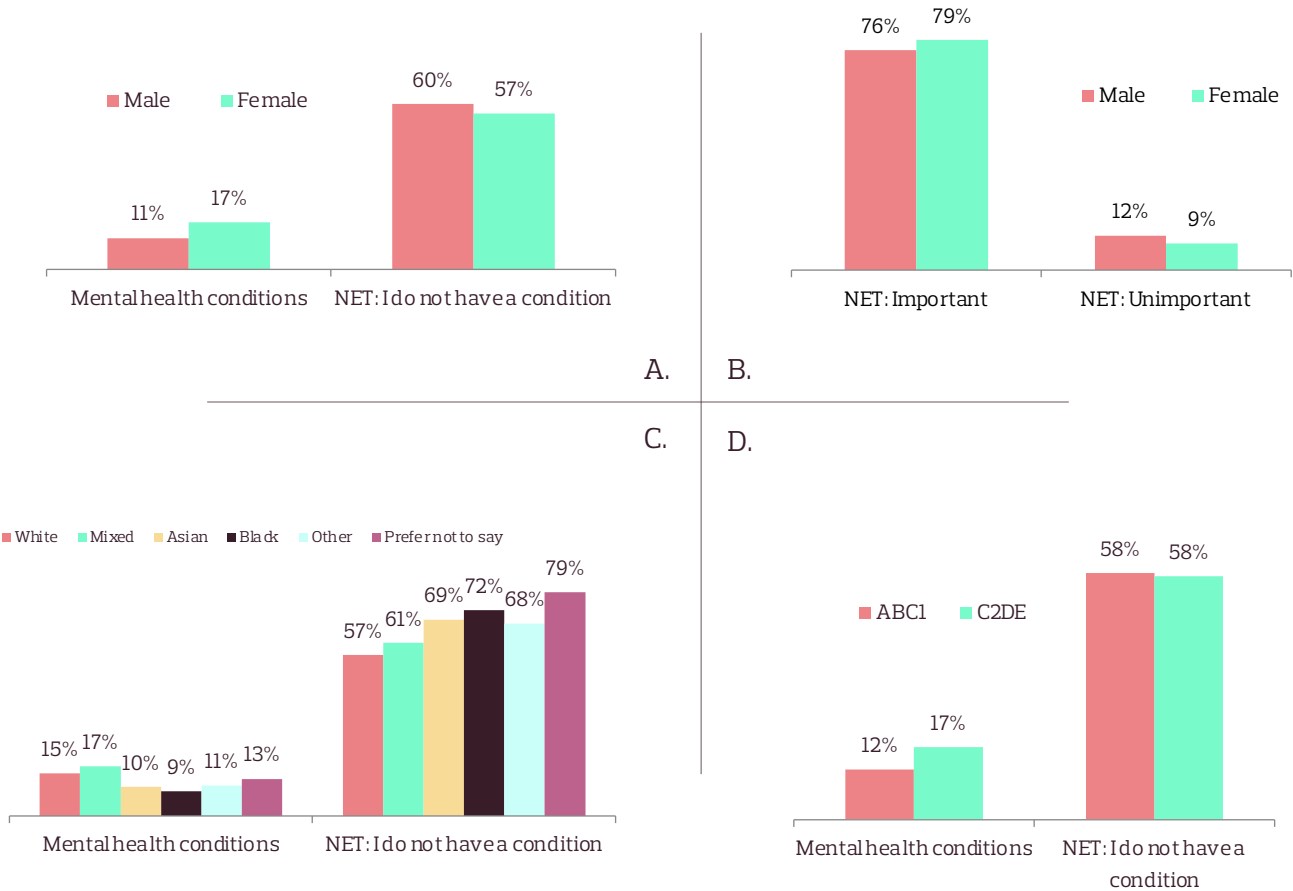 Male Female
60% 57%
11% 17%
Mental health conditions NET: I do not have a condition
A.
76% 79%
Male Female
12% 9%
NET: Important NET: Unimportant
B.
C.
White Mixed Asian Black Other Prefer not to say
15% 17% 10% 9% 11% 13%
57% 61% 69% 72% 68% 79%
Mental health conditions NET: I do not have a condition
D.
58% 58%
ABC1 C2DE
12% 17%
Mental health conditions NET: I do not have a
condition